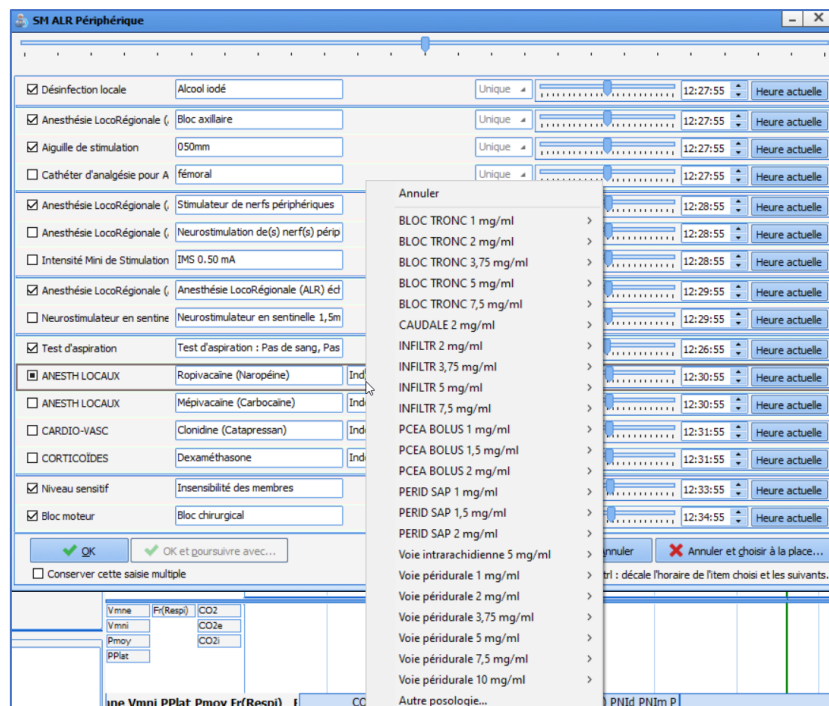 SM ALR Périphérique
Désinfection locale Alcool iodé Unique 12:27:55 Heure actuelle
Anesthésie LocoRégionale (, Bloc axillaire Unique 12:27:55 Heure actuelle
Aiguille de stimulation 050mm Unique 12:27:55 Heure actuelle
Cathéter d'analgésie pour A fémoral Unique 12:27:55 Heure actuelle
Anesthésie LocoRégionale (, Stimulateur de nerfs périphériques 12:28:55 Heure actuelle
Anesthésie LocoRégionale (, Neurostimulation de(s) nerf(s) périp 12:28:55 Heure actuelle
Intensité Mini de Stimulation IMS 0.50 mA 12:28:55 Heure actuelle
Anesthésie LocoRégionale (, Anesthésie LocoRégionale (ALR) éch 12:29:55 Heure actuelle
Neurostimulateur en sentine Neurostimulateur en sentinelle 1,5m 12:29:55 Heure actuelle
Test d'aspiration Test d'aspiration : Pas de sang, Pas 12:26:55 Heure actuelle
ANESTH LOCAUX Ropivacaïne (Naropéine) Ind 12:30:55 Heure actuelle
ANESTH LOCAUX Mépivacaïne (Carbocaïne) Ind 12:30:55 Heure actuelle
CARDIO-VASC Clonidine (Catapressan) Ind 12:31:55 Heure actuelle
CORTICOÏDES Dexaméthasone Ind 12:31:55 Heure actuelle
Niveau sensitif Insensibilité des membres 12:33:55 Heure actuelle
Bloc moteur Bloc chirurgical 12:34:55 Heure actuelle
OK OK et poursuivre avec... nnuler Annuler et choisir à la place...
Conserver cette saisie multiple trl : décale l'horaire de l'item choisi et les suivants.
Annuler
BLOC TRONC 1 mg/ml
BLOC TRONC 2 mg/ml
BLOC TRONC 3,75 mg/ml
BLOC TRONC 5 mg/ml
BLOC TRONC 7,5 mg/ml
CAUDALE 2 mg/ml
INFILTR 2 mg/ml
INFILTR 3,75 mg/ml
INFILTR 5 mg/ml
INFILTR 7,5 mg/ml
PCEA BOLUS 1 mg/ml
PCEA BOLUS 1,5 mg/ml
PCEA BOLUS 2 mg/ml
PERID SAP 1 mg/ml
PERID SAP 1,5 mg/ml
PERID SAP 2 mg/ml
Voie intrarachidienne 5 mg/ml
Voie péridurale 1 mg/ml
Voie péridurale 2 mg/ml
Voie péridurale 3,75 mg/ml
Voie péridurale 5 mg/ml
Voie péridurale 7,5 mg/ml
Voie péridurale 10 mg/ml
Autre posologie...
Vmne Fr(Respi) CO2
Vmni CO2e
Pmoy CO2i
PPlat
Vmni PPlat Pmoy Fr(Respi) CO PNId PNIm P